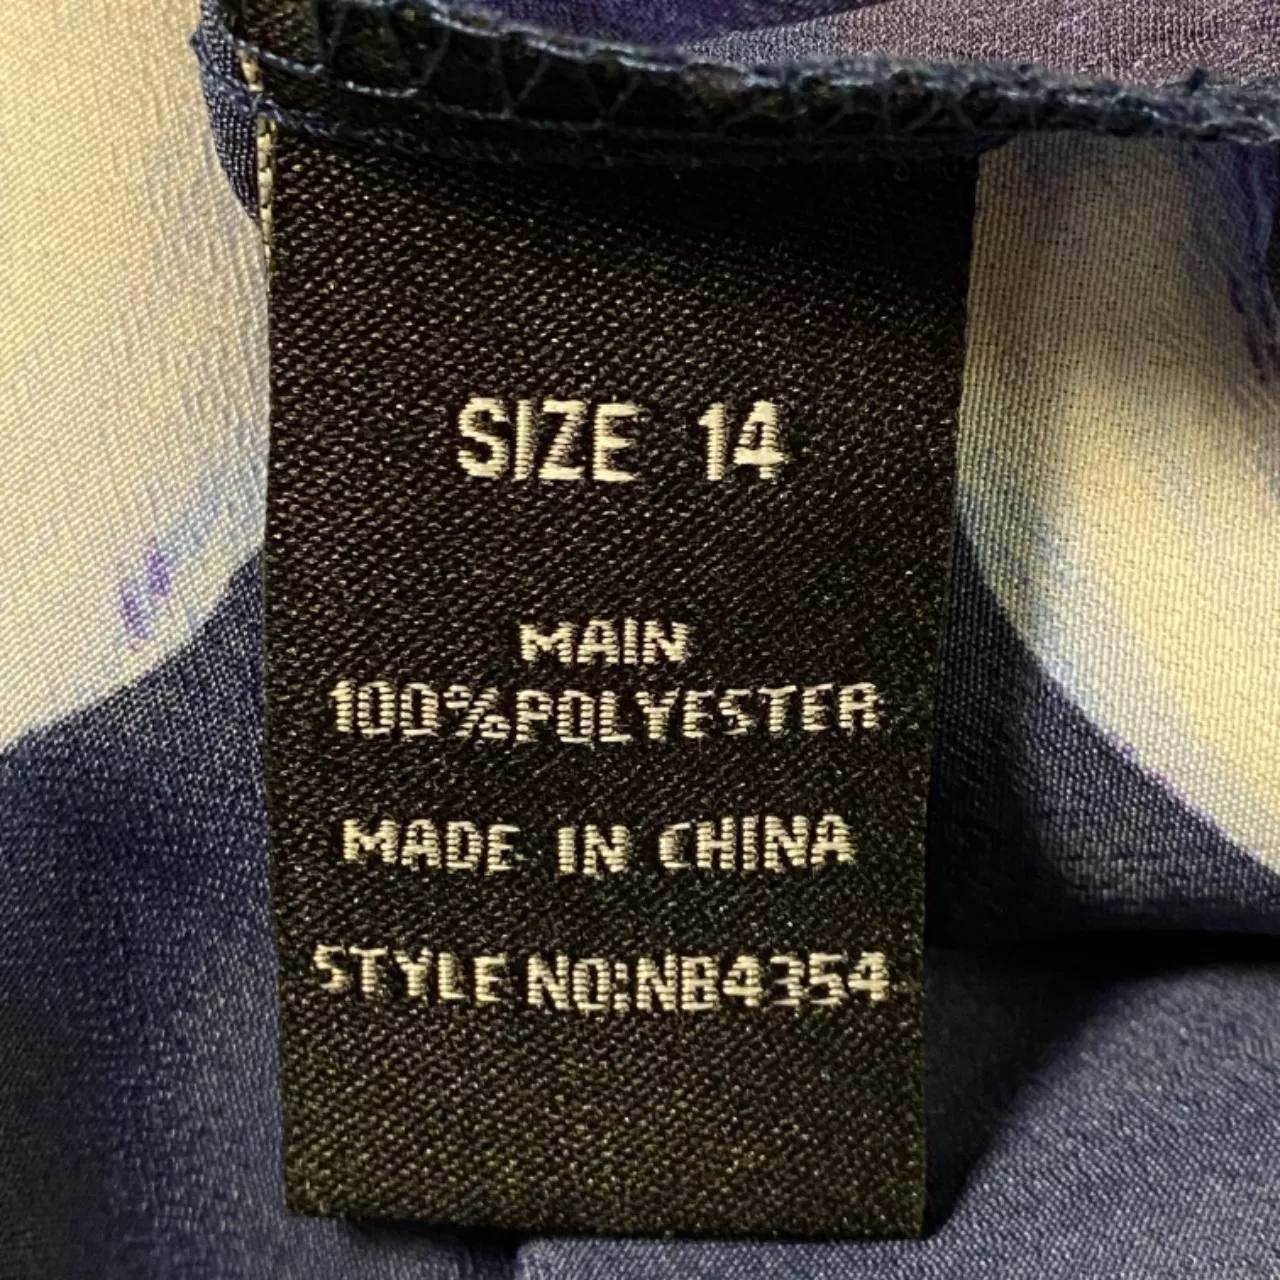 SIZE 14
MAIN
100%POLYESTER
MADE IN CHINA
STYLE NO:NB4354